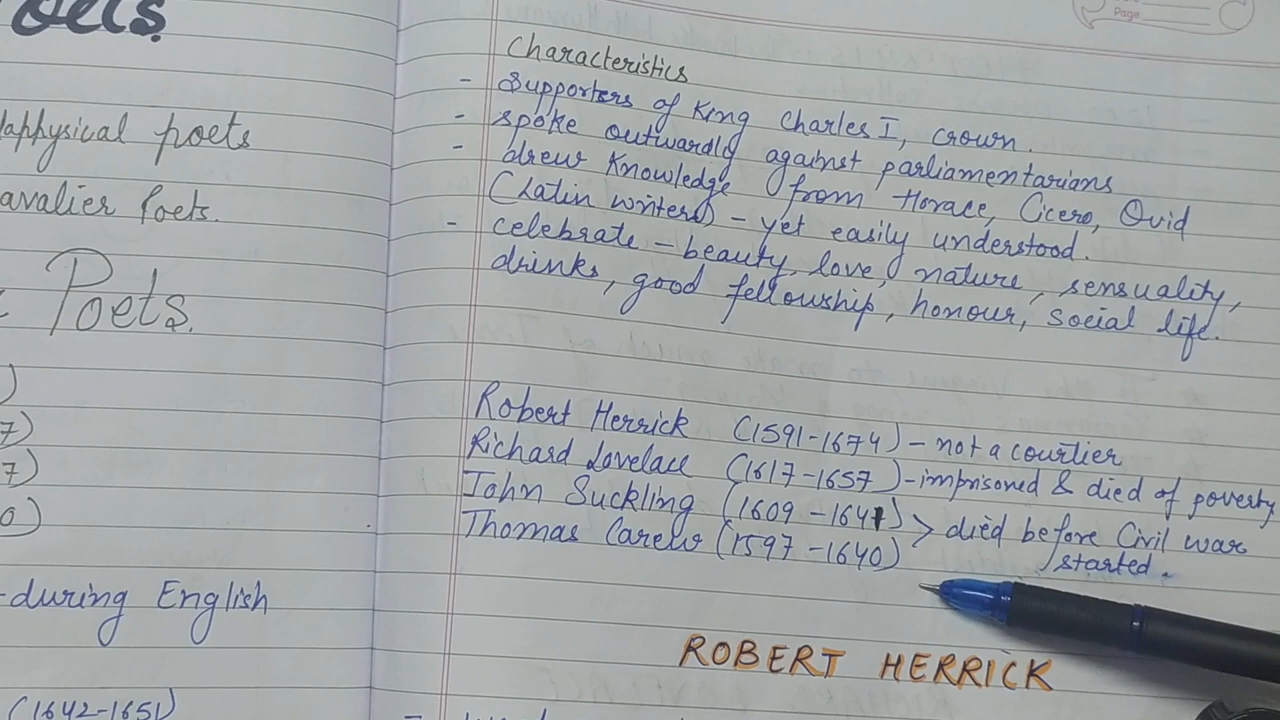 oets
Page
aphysical poets
avalier Poets.
Poets.
)
7)
7)
0)
-during English
(1642-1651)
Characteristics
- Supporters of King Charles I, crown.
- spoke outwardly against parliamentarians
- drew knowledge from Horace, Cicero, Ovid
(Latin writers) - yet easily understood.
- celebrate - beauty, love, nature, sensuality,
drinks, good fellowship, honour, social life.
Robert Herrick (1591-1674) - not a courtier
Richard Lovelace (1617-1657) - imprisoned & died of poverty
John Suckling (1609-1641) > died before Civil war
Thomas Carew (1597-1640) started.
ROBERT HERRICK